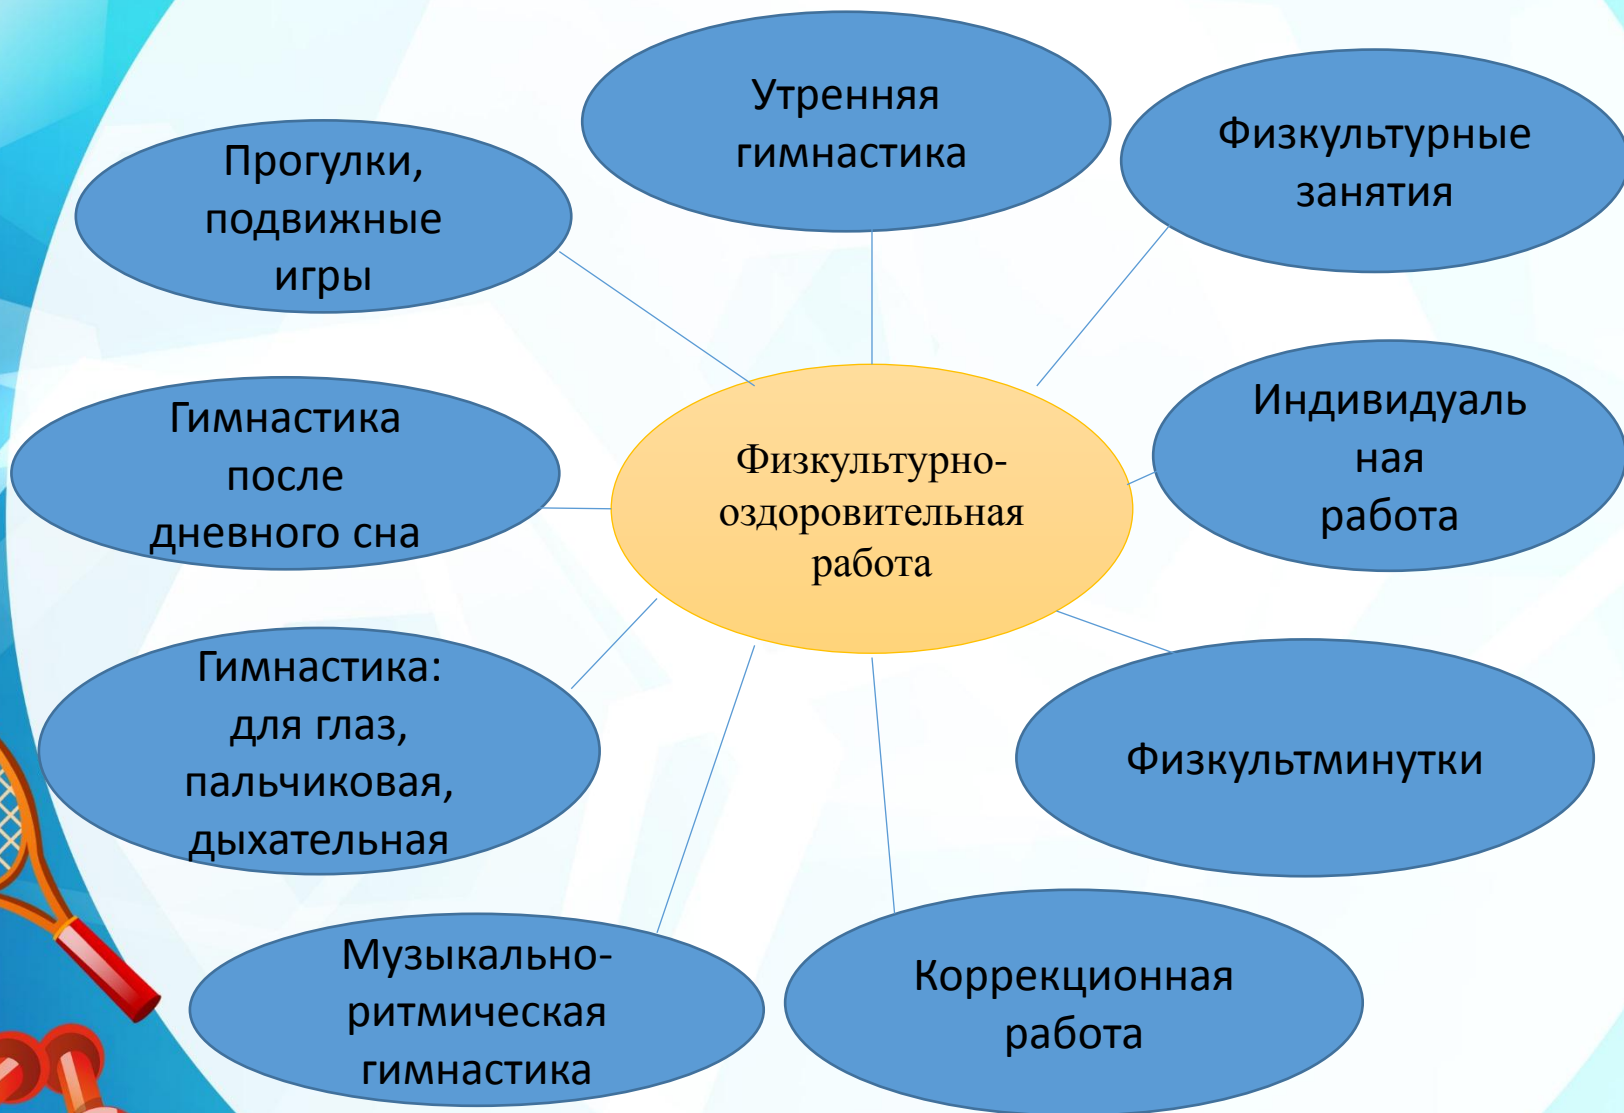 Утренняя
гимнастика
Физкультурные
занятия
Прогулки,
подвижные
игры
Индивидуаль
ная
работа
Гимнастика
после
дневного сна
Физкультурно-
оздоровительная
работа
Гимнастика:
для глаз,
пальчиковая,
дыхательная
Физкультминутки
Музыкально-
ритмическая
гимнастика
Коррекционная
работа